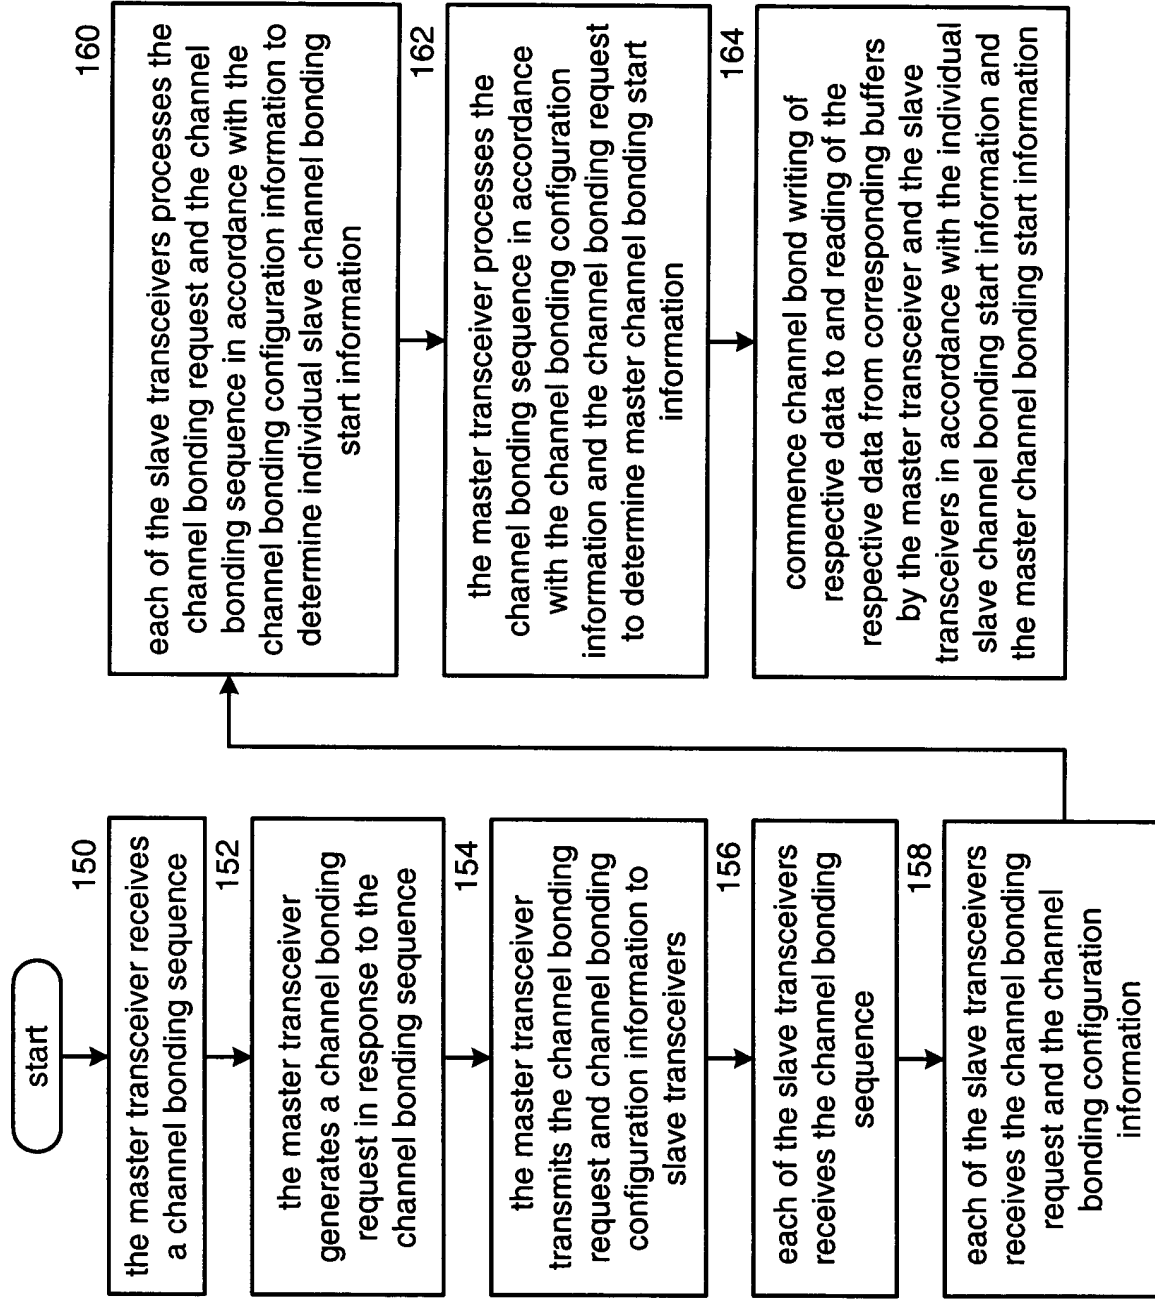 start
150
the master transceiver receives
a channel bonding sequence
152
the master transceiver
generates a channel bonding
request in response to the
channel bonding sequence
154
the master transceiver
transmits the channel bonding
request and channel bonding
configuration information to
slave transceivers
156
each of the slave transceivers
receives the channel bonding
sequence
158
each of the slave transceivers
receives the channel bonding
request and the channel
bonding configuration
information
160
each of the slave transceivers processes the
channel bonding request and the channel
bonding sequence in accordance with the
channel bonding configuration information to
determine individual slave channel bonding
start information
162
the master transceiver processes the
channel bonding sequence in accordance
with the channel bonding configuration
information and the channel bonding request
to determine master channel bonding start
information
164
commence channel bond writing of
respective data to and reading of the
respective data from corresponding buffers
by the master transceiver and the slave
transceivers in accordance with the individual
slave channel bonding start information and
the master channel bonding start information